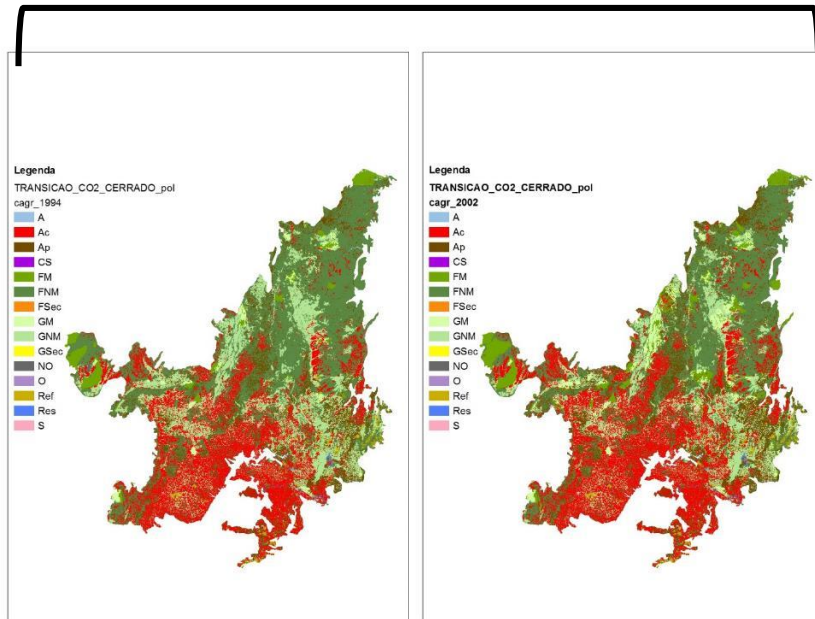 Legenda
TRANSICAO_CO2_CERRADO_pol
cagr_1994
A
Ac
Ap
CS
FM
FNM
FSec
GM
GNM
GSec
NO
O
Ref
Res
S
Legenda
TRANSICAO_CO2_CERRADO_pol
cagr_2002
A
Ac
Ap
CS
FM
FNM
FSec
GM
GNM
GSec
NO
O
Ref
Res
S